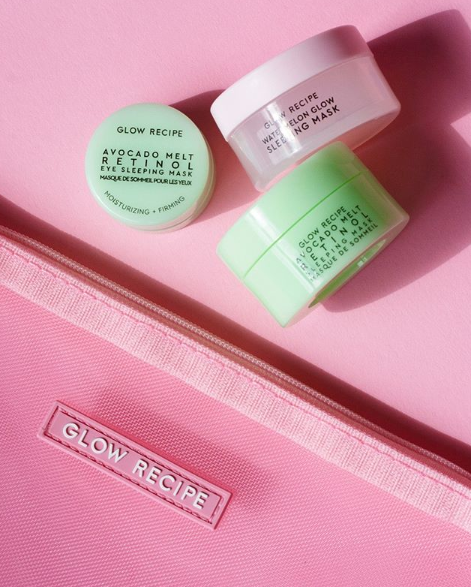 GLOW RECIPE
AVOCADO MELT
RETINOL
EYE SLEEPING MASK
MASQUE DE SOMMEIL POUR LES YEUX
MOISTURIZING + FIRMING
GLOW RECIPE
WATERMELON GLOW
SLEEPING MASK
GLOW RECIPE
AVOCADO MELT
RETINOL
SLEEPING MASK
MASQUE DE SOMMEIL
GLOW RECIPE